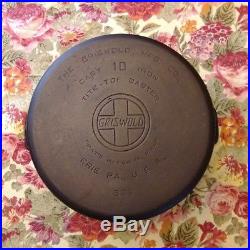 THE GRISWOLD MFG. CO.
CAST 10 IRON
TITE-TOP BASTER
GRISWOLD
ERIE PA., U.S.A.